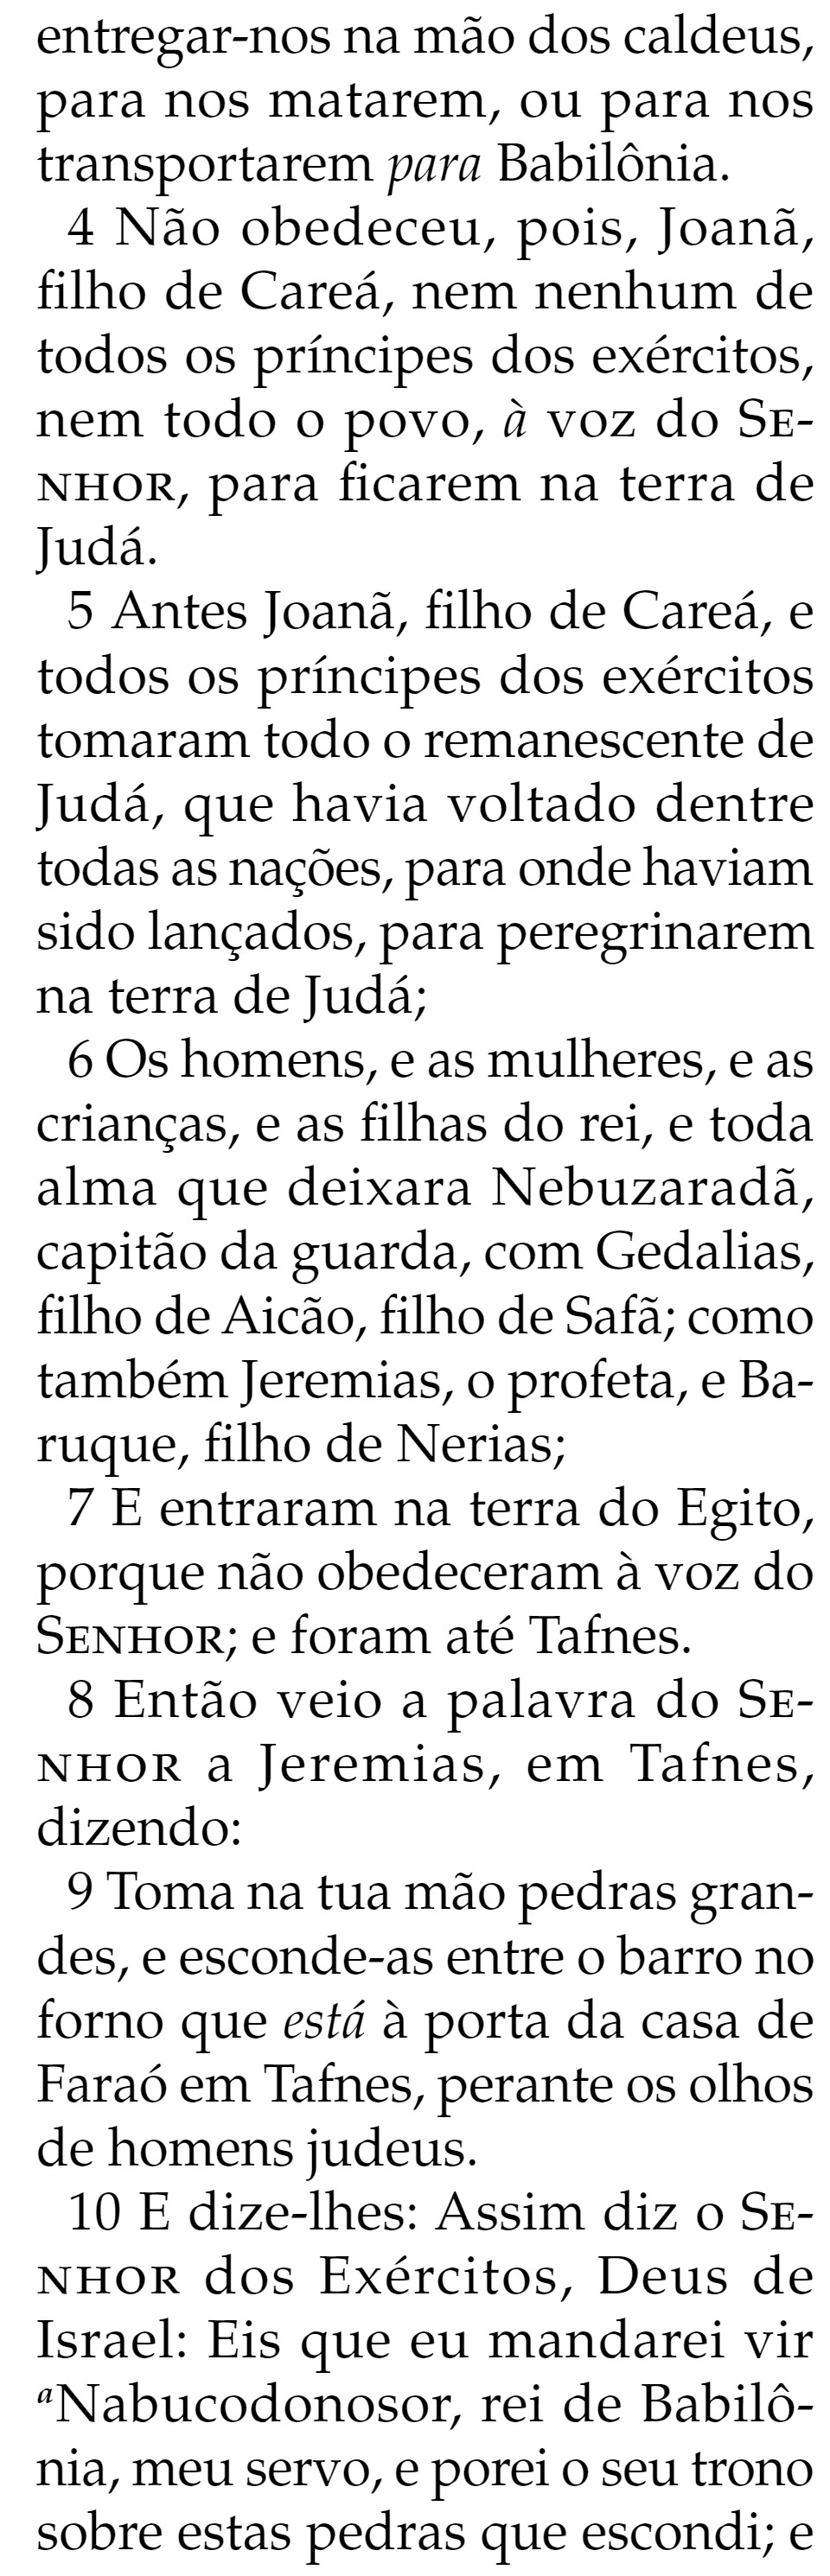 entregar-nos na mão dos caldeus,
para nos matarem, ou para nos
transportarem para Babilônia.
4 Não obedeceu, pois, Joanã,
filho de Careá, nem nenhum de
todos os príncipes dos exércitos,
nem todo o povo, à voz do SE-
NHOR, para ficarem na terra de
Judá.
5 Antes Joanã, filho de Careá, e
todos os príncipes dos exércitos
tomaram todo o remanescente de
Judá, que havia voltado dentre
todas as nações, para onde haviam
sido lançados, para peregrinarem
na terra de Judá;
6 Os homens, e as mulheres, e as
crianças, e as filhas do rei, e toda
alma que deixara Nebuzaradã,
capitão da guarda, com Gedalias,
filho de Aicão, filho de Safã; como
também Jeremias, o profeta, e Ba-
ruque, filho de Nerias;
7 E entraram na terra do Egito,
porque não obedeceram à voz do
SENHOR; e foram até Tafnes.
8 Então veio a palavra do SE-
NHOR a Jeremias, em Tafnes,
dizendo:
9 Toma na tua mão pedras gran-
des, e esconde-as entre o barro no
forno que está à porta da casa de
Faraó em Tafnes, perante os olhos
de homens judeus.
10 E dize-lhes: Assim diz o SE-
NHOR dos Exércitos, Deus de
Israel: Eis que eu mandarei vir
aNabucodonosor, rei de Babilô-
nia, meu servo, e porei o seu trono
sobre estas pedras que escondi; e